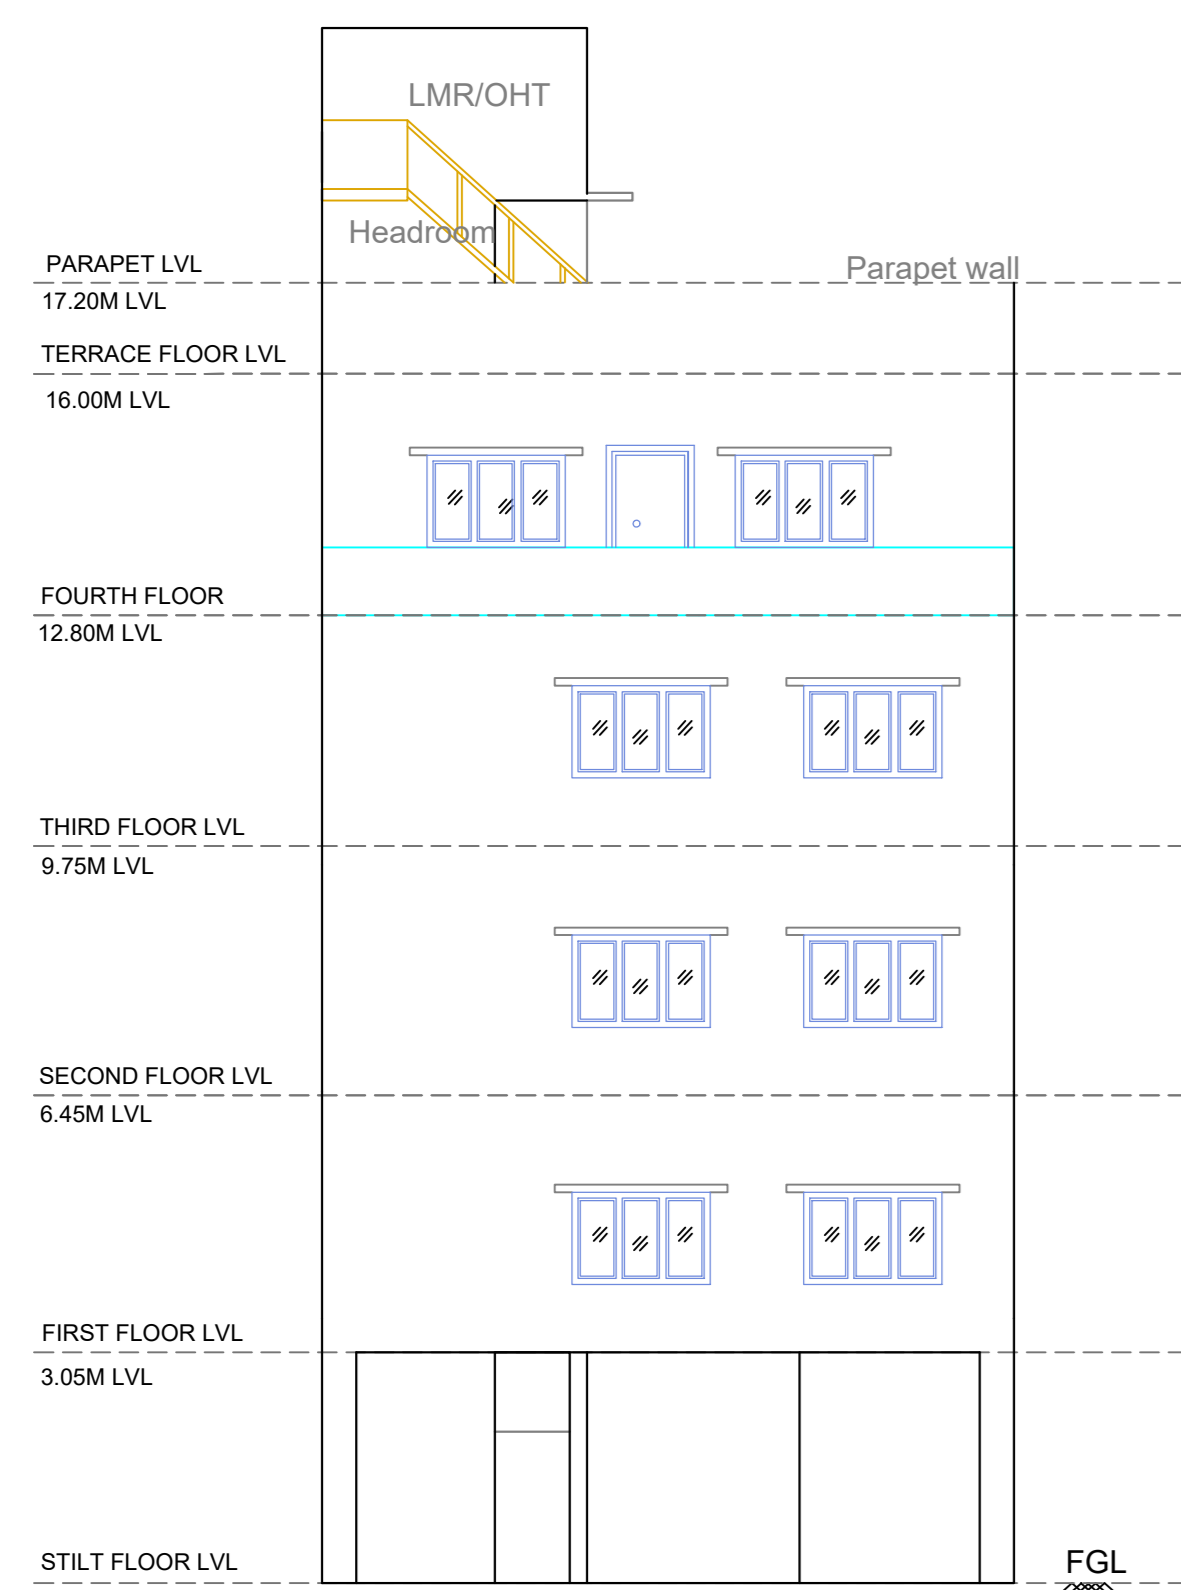 LMR/OHT
Headroom
PARAPET LVL
Parapet wall
17.20M LVL
TERRACE FLOOR LVL
16.00M LVL
FOURTH FLOOR
12.80M LVL
THIRD FLOOR LVL
9.75M LVL
SECOND FLOOR LVL
6.45M LVL
FIRST FLOOR LVL
3.05M LVL
STILT FLOOR LVL
FGL